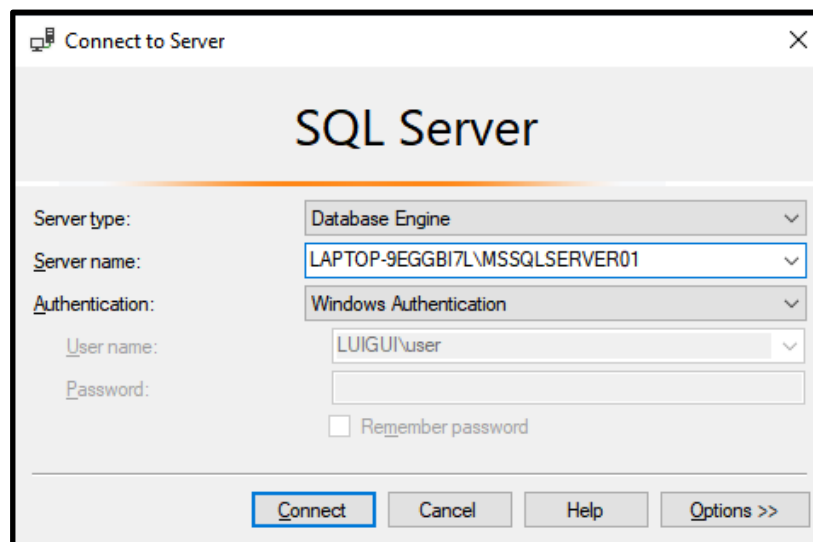 Connect to Server
SQL Server
Server type: Database Engine
Server name: LAPTOP-9EGGBI7L\MSSQLSERVER01
Authentication: Windows Authentication
User name: LUIGUI\user
Password:
Remember password
Connect Cancel Help Options >>